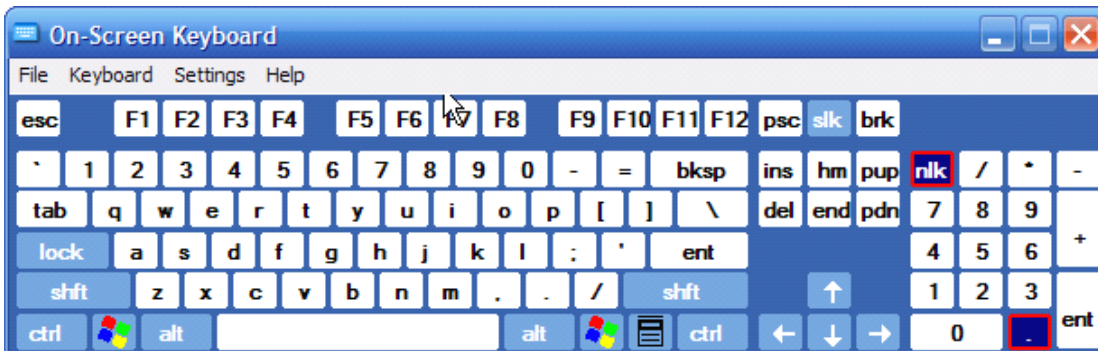 On-Screen Keyboard
File Keyboard Settings Help
esc F1 F2 F3 F4 F5 F6 F7 F8 F9 F10 F11 F12 psc slk brk
` 1 2 3 4 5 6 7 8 9 0 - = bksp ins hm pup nlk / * -
tab q w e r t y u i o p [ ] \ del end pdn 7 8 9 +
lock a s d f g h j k l ; ' ent 4 5 6
shft z x c v b n m , . / shft ↑ 1 2 3 ent
ctrl alt alt ctrl ← ↓ → 0 .